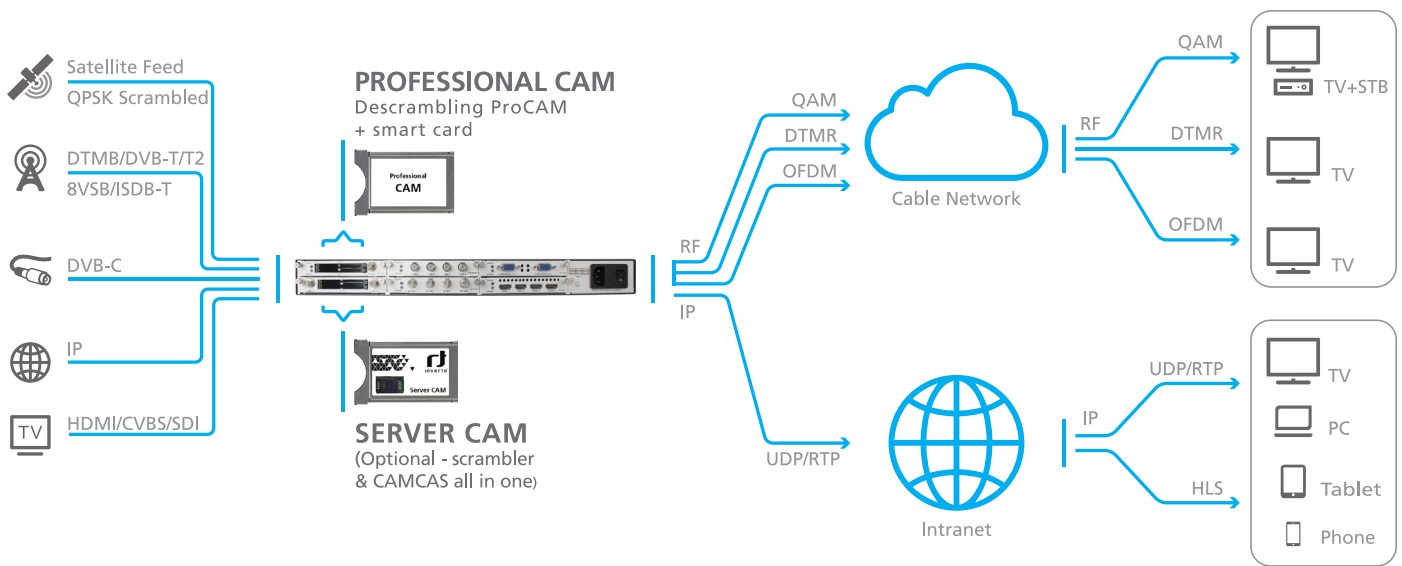 Satellite Feed
QPSK Scrambled
DTMB/DVB-T/T2
8VSB/ISDB-T
DVB-C
IP
TV
HDMI/CVBS/SDI
PROFESSIONAL CAM
Descrambling ProCAM
+ smart card
Professional
CAM
inverto
Server CAM
SERVER CAM
(Optional - scrambler
& CAMCAS all in one)
RF
IP
QAM
DTMR
OFDM
UDP/RTP
Cable Network
Intranet
RF
QAM
DTMR
OFDM
TV+STB
TV
TV
IP
UDP/RTP
HLS
TV
PC
Tablet
Phone